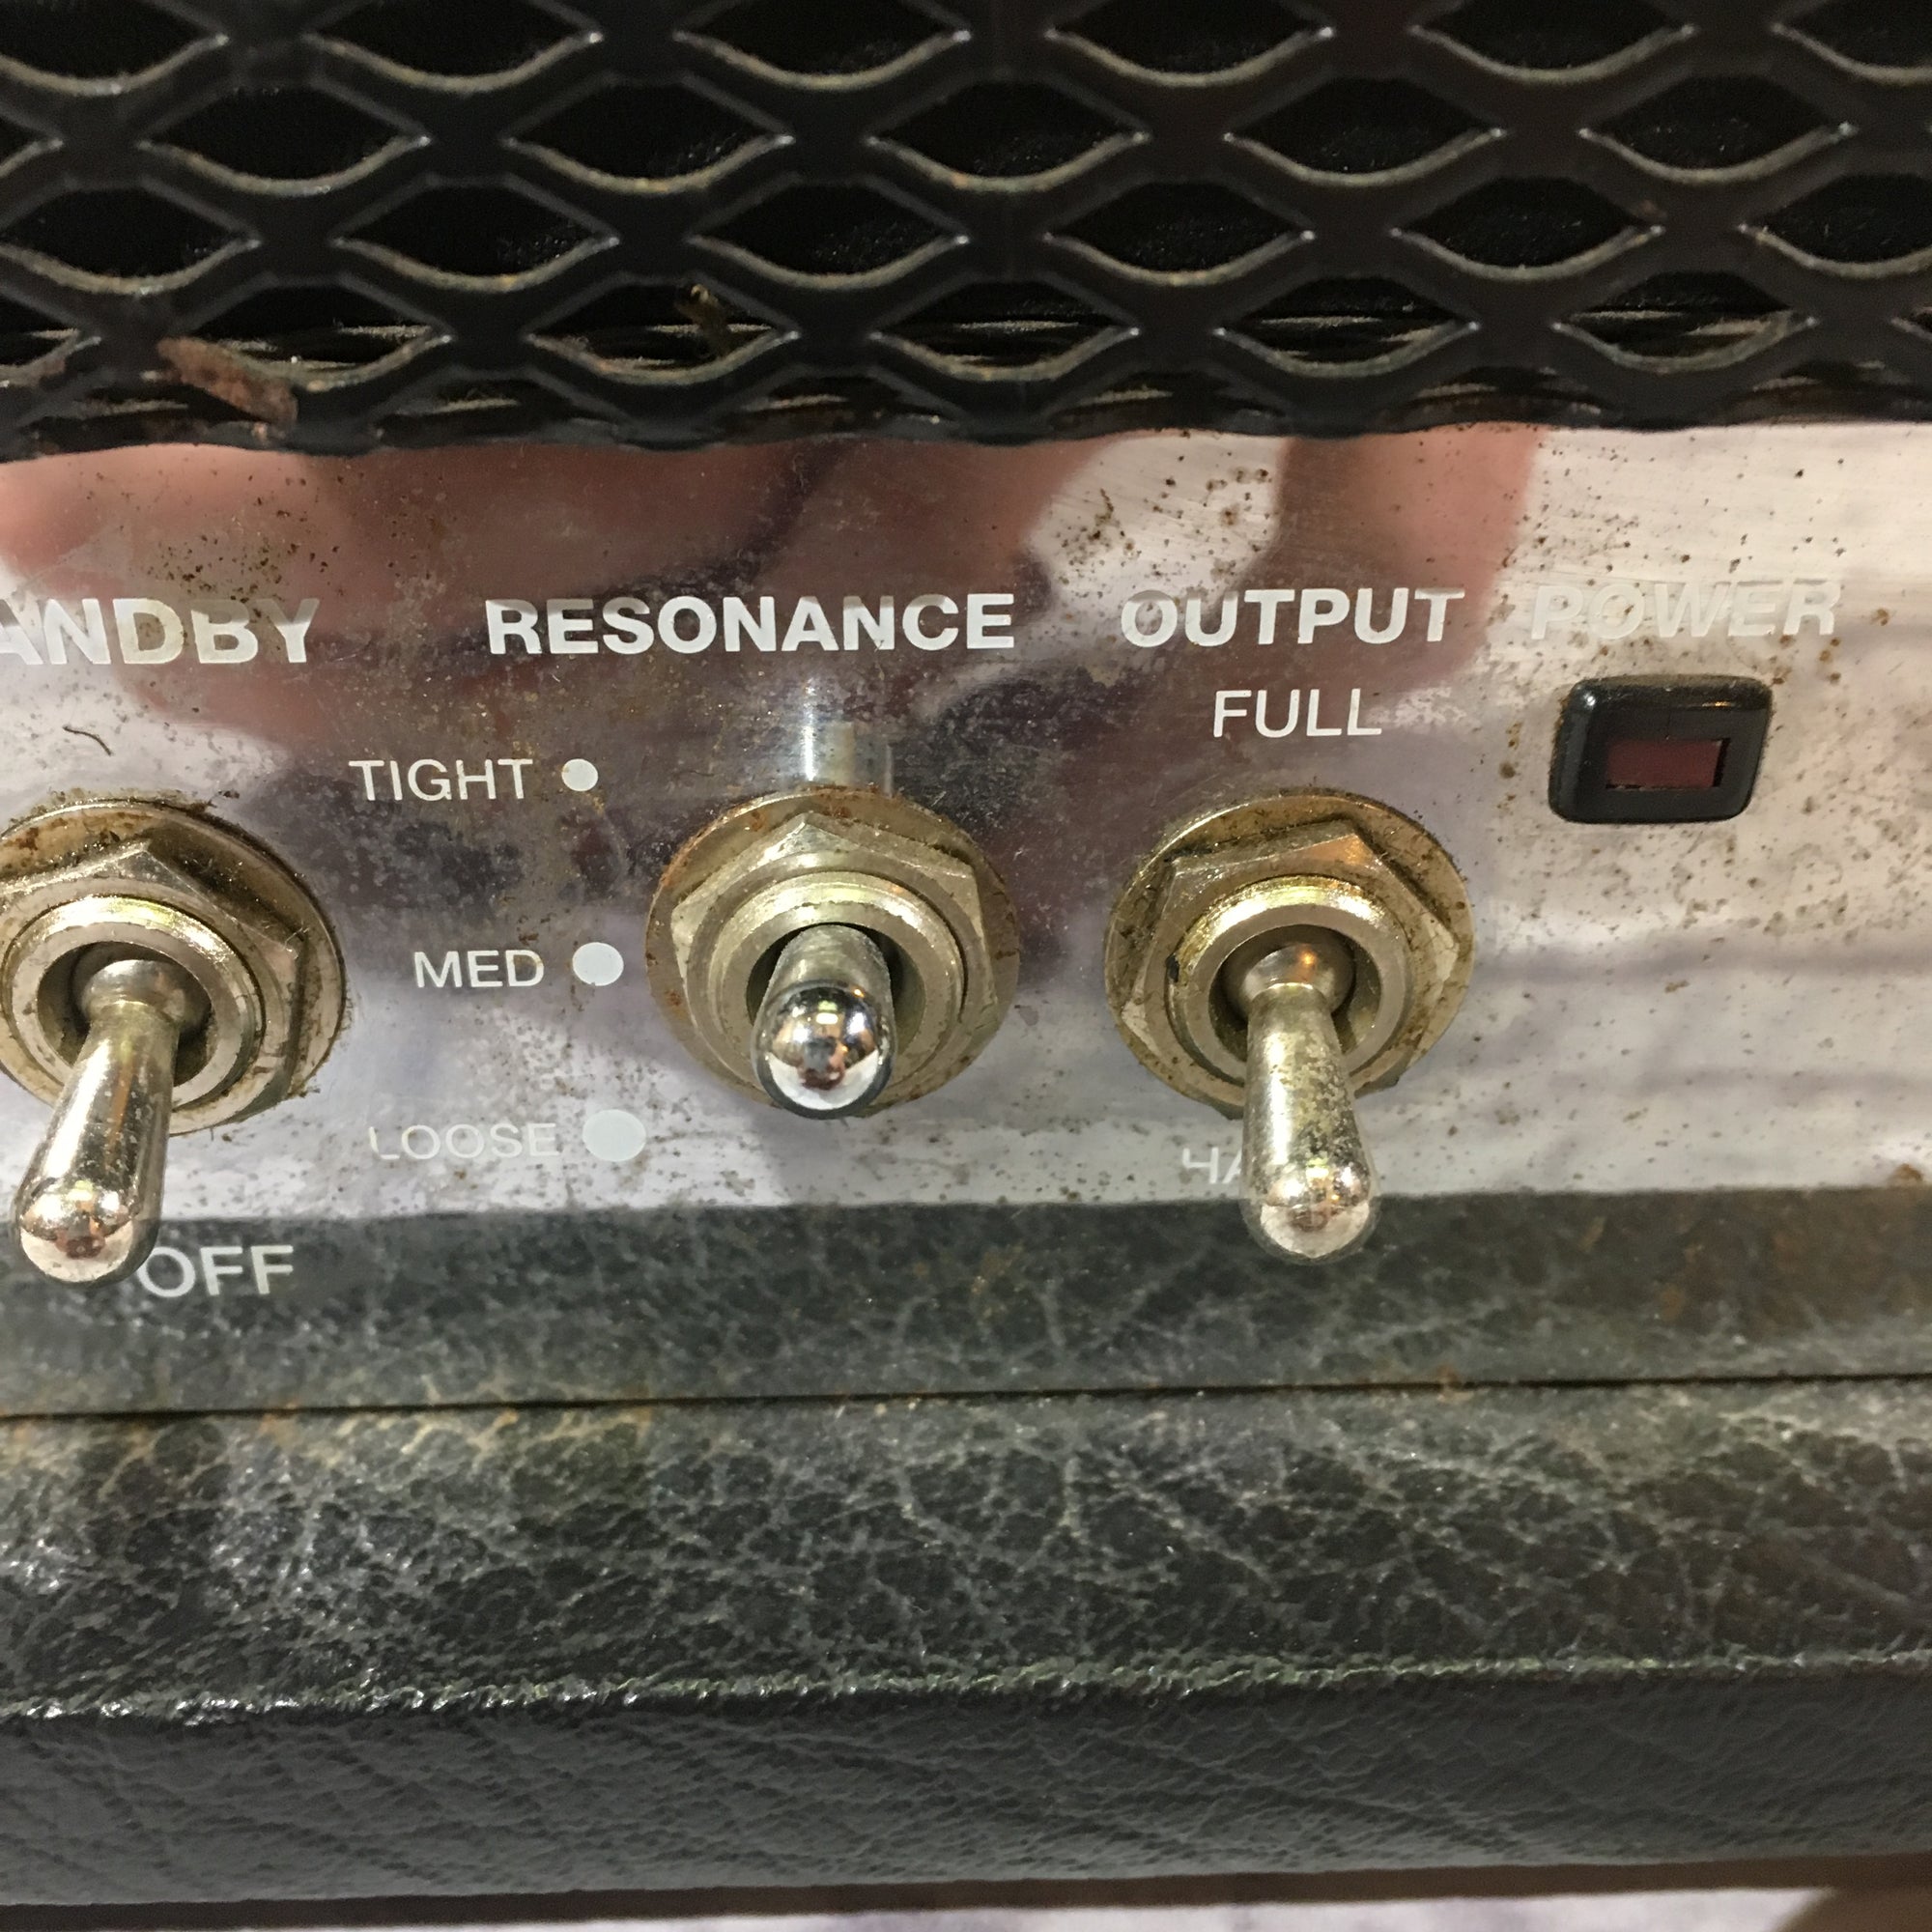 ANDBY RESONANCE OUTPUT POWER
FULL
TIGHT
MED
LOOSE
OFF